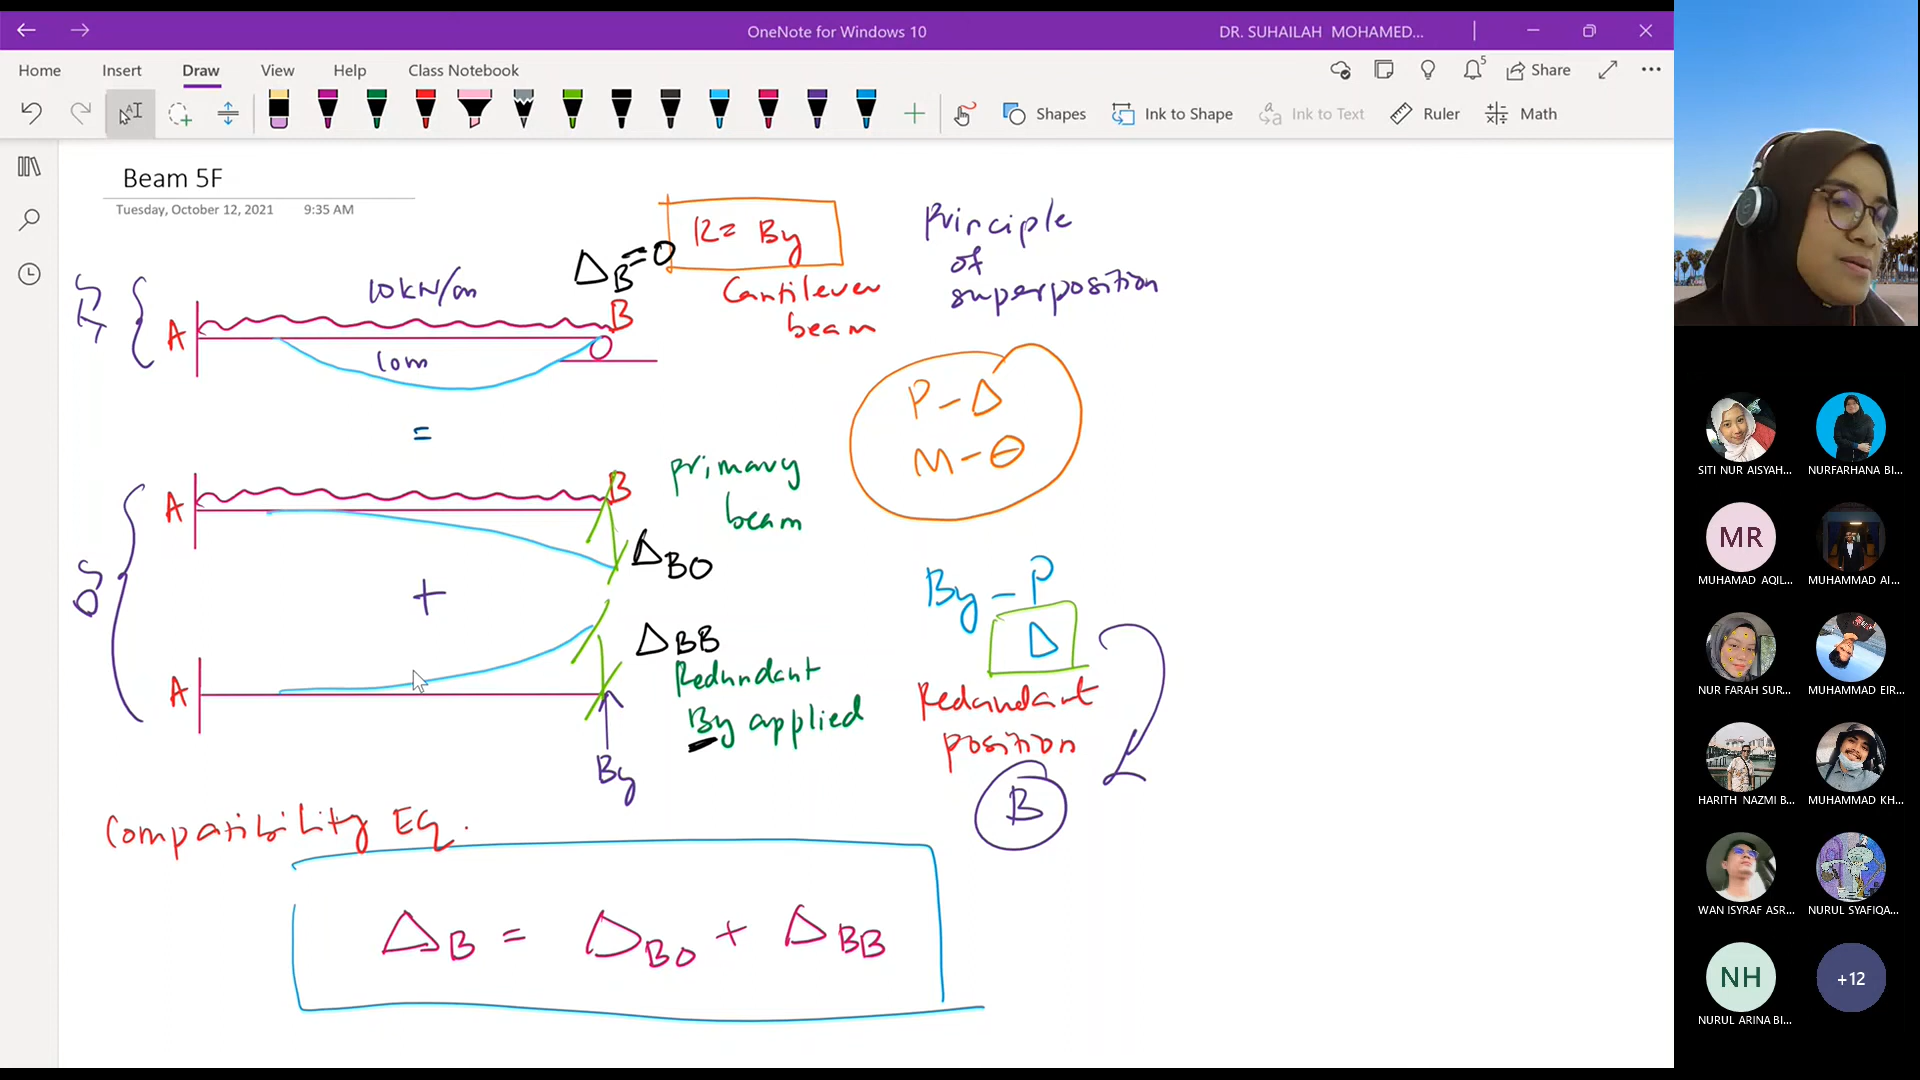 OneNote for Windows 10
DR. SUHAILAH MOHAMED...
Home Insert Draw View Help Class Notebook
5
Share
Shapes
Ink to Shape
Ink to Text
Ruler
Math
Beam 5F
Tuesday, October 12, 2021 9:35 AM
R= By
Cantilever
beam
Principle
of
superposition
ΔB=0
10kN/m
A
B
10m
=
P-Δ
M-θ
A
B
primary
beam
ΔBO
+
ΔBB
Redundant
By applied
A
By
By - P
Δ
Redundant
position
B
Compatibility Eq.
ΔB = ΔBO + ΔBB
SITI NUR AISYAH...
NURFARHANA BI...
MR
MUHAMAD AQIL...
MUHAMMAD AI...
NUR FARAH SUR...
MUHAMMAD EIR...
HARITH NAZMI B...
MUHAMMAD KH...
WAN ISYRAF ASR...
NURUL SYAFIQA...
NH
+12
NURUL ARINA BI...